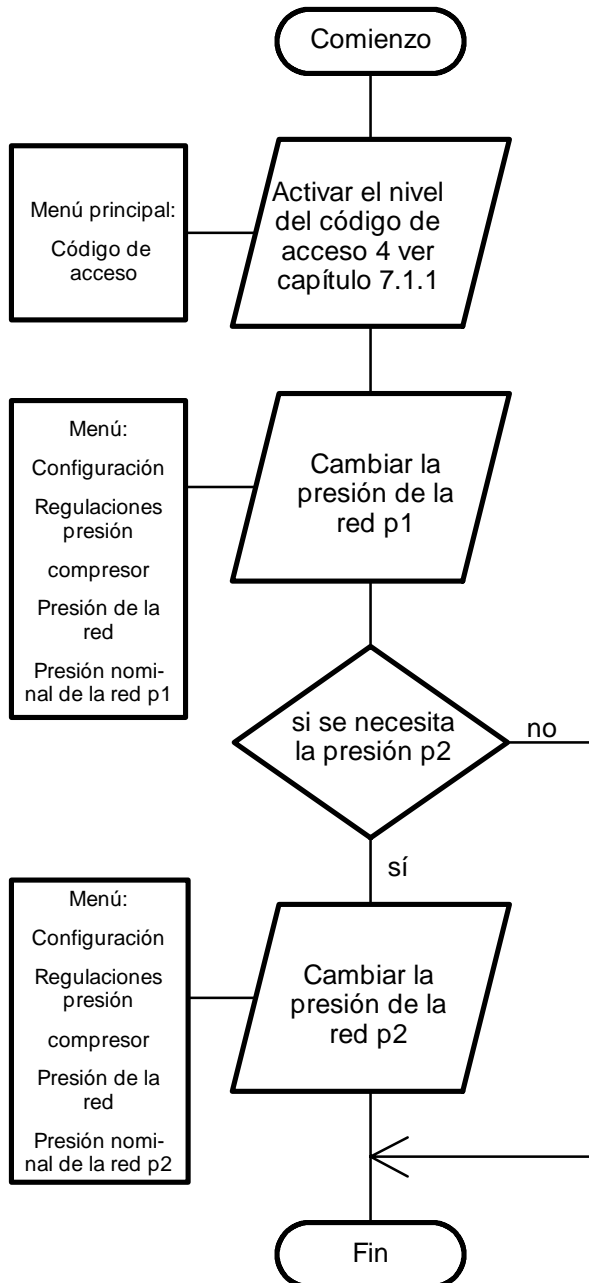 Comienzo
Menú principal:
Código de
acceso
Activar el nivel
del código de
acceso 4 ver
capítulo 7.1.1
Menú:
Configuración
Regulaciones
presión
compresor
Presión de la
red
Presión nomi-
nal de la red p1
Cambiar la
presión de la
red p1
si se necesita
la presión p2
no
sí
Menú:
Configuración
Regulaciones
presión
compresor
Presión de la
red
Presión nomi-
nal de la red p2
Cambiar la
presión de la
red p2
Fin